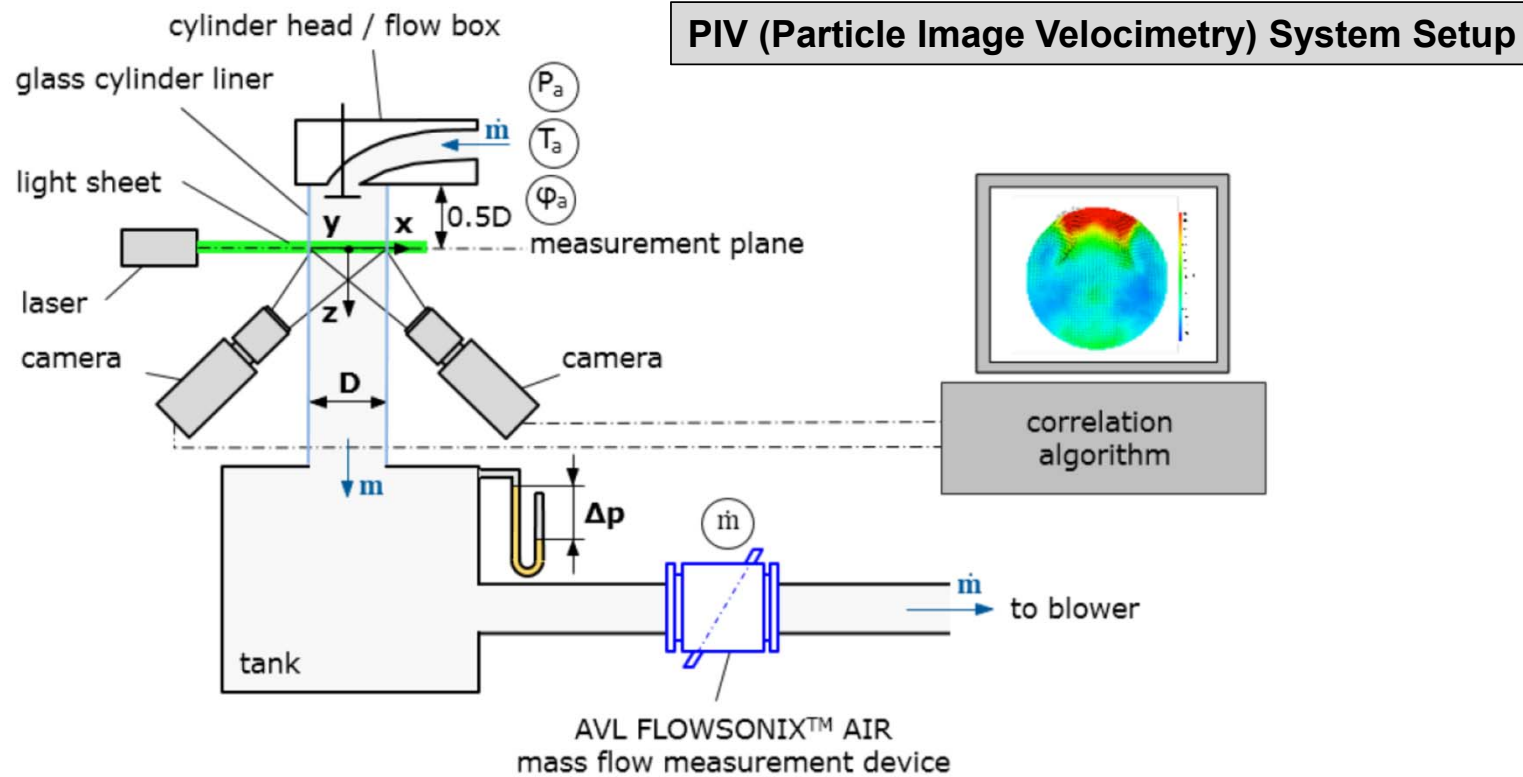 PIV (Particle Image Velocimetry) System Setup
cylinder head / flow box
glass cylinder liner
Pₐ
ṁ
Tₐ
light sheet
φₐ
0.5D
y
x
measurement plane
laser
z
camera
camera
D
correlation
algorithm
m
Δp
ṁ
ṁ
to blower
tank
AVL FLOWSONIX™ AIR
mass flow measurement device